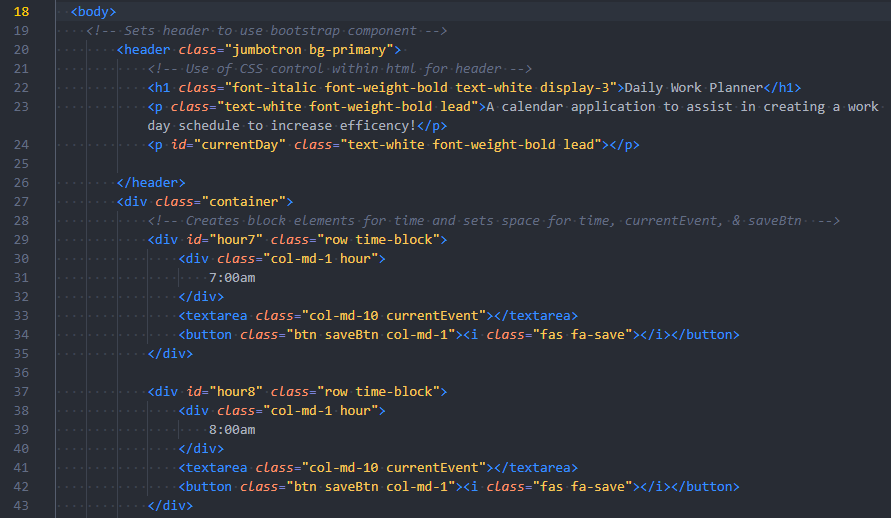 18 <body>
19 <!-- Sets header to use bootstrap component -->
20 <header class="jumbotron bg-primary">
21 <!-- Use of CSS control within html for header -->
22 <h1 class="font-italic font-weight-bold text-white display-3">Daily Work Planner</h1>
23 <p class="text-white font-weight-bold lead">A calendar application to assist in creating a work
day schedule to increase efficency!</p>
24 <p id="currentDay" class="text-white font-weight-bold lead"></p>
25
26 </header>
27 <div class="container">
28 <!-- Creates block elements for time and sets space for time, currentEvent, & saveBtn  -->
29 <div id="hour7" class="row time-block">
30 <div class="col-md-1 hour">
31 7:00am
32 </div>
33 <textarea class="col-md-10 currentEvent"></textarea>
34 <button class="btn saveBtn col-md-1"><i class="fas fa-save"></i></button>
35 </div>
36
37 <div id="hour8" class="row time-block">
38 <div class="col-md-1 hour">
39 8:00am
40 </div>
41 <textarea class="col-md-10 currentEvent"></textarea>
42 <button class="btn saveBtn col-md-1"><i class="fas fa-save"></i></button>
43 </div>